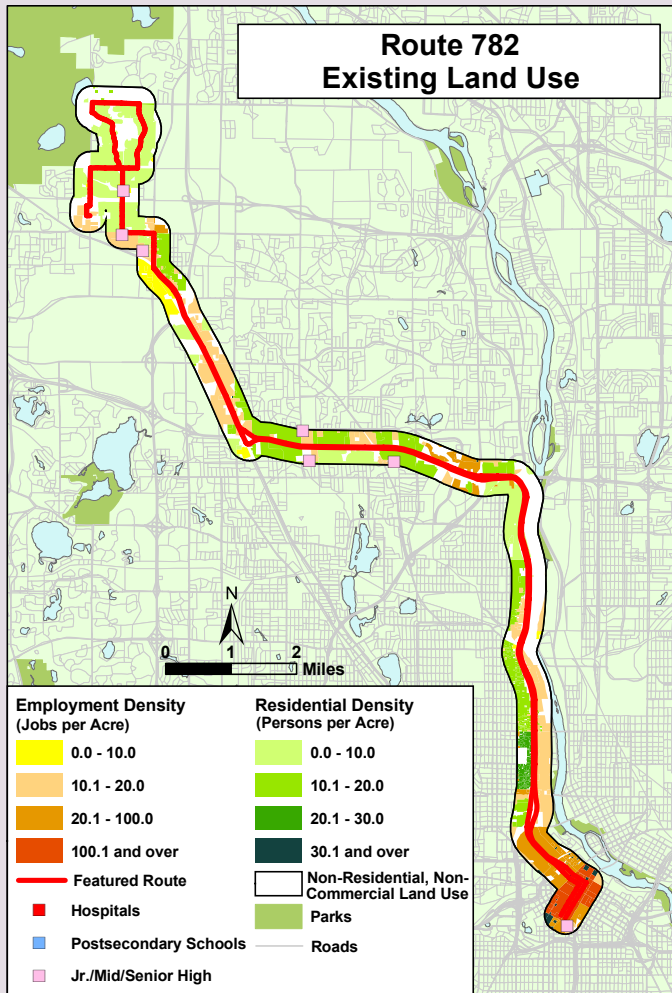 Route 782
Existing Land Use
N
0 1 2
Miles
Employment Density
(Jobs per Acre)
0.0 - 10.0
10.1 - 20.0
20.1 - 100.0
100.1 and over
Featured Route
Hospitals
Postsecondary Schools
Jr./Mid/Senior High
Residential Density
(Persons per Acre)
0.0 - 10.0
10.1 - 20.0
20.1 - 30.0
30.1 and over
Non-Residential, Non-
Commercial Land Use
Parks
Roads